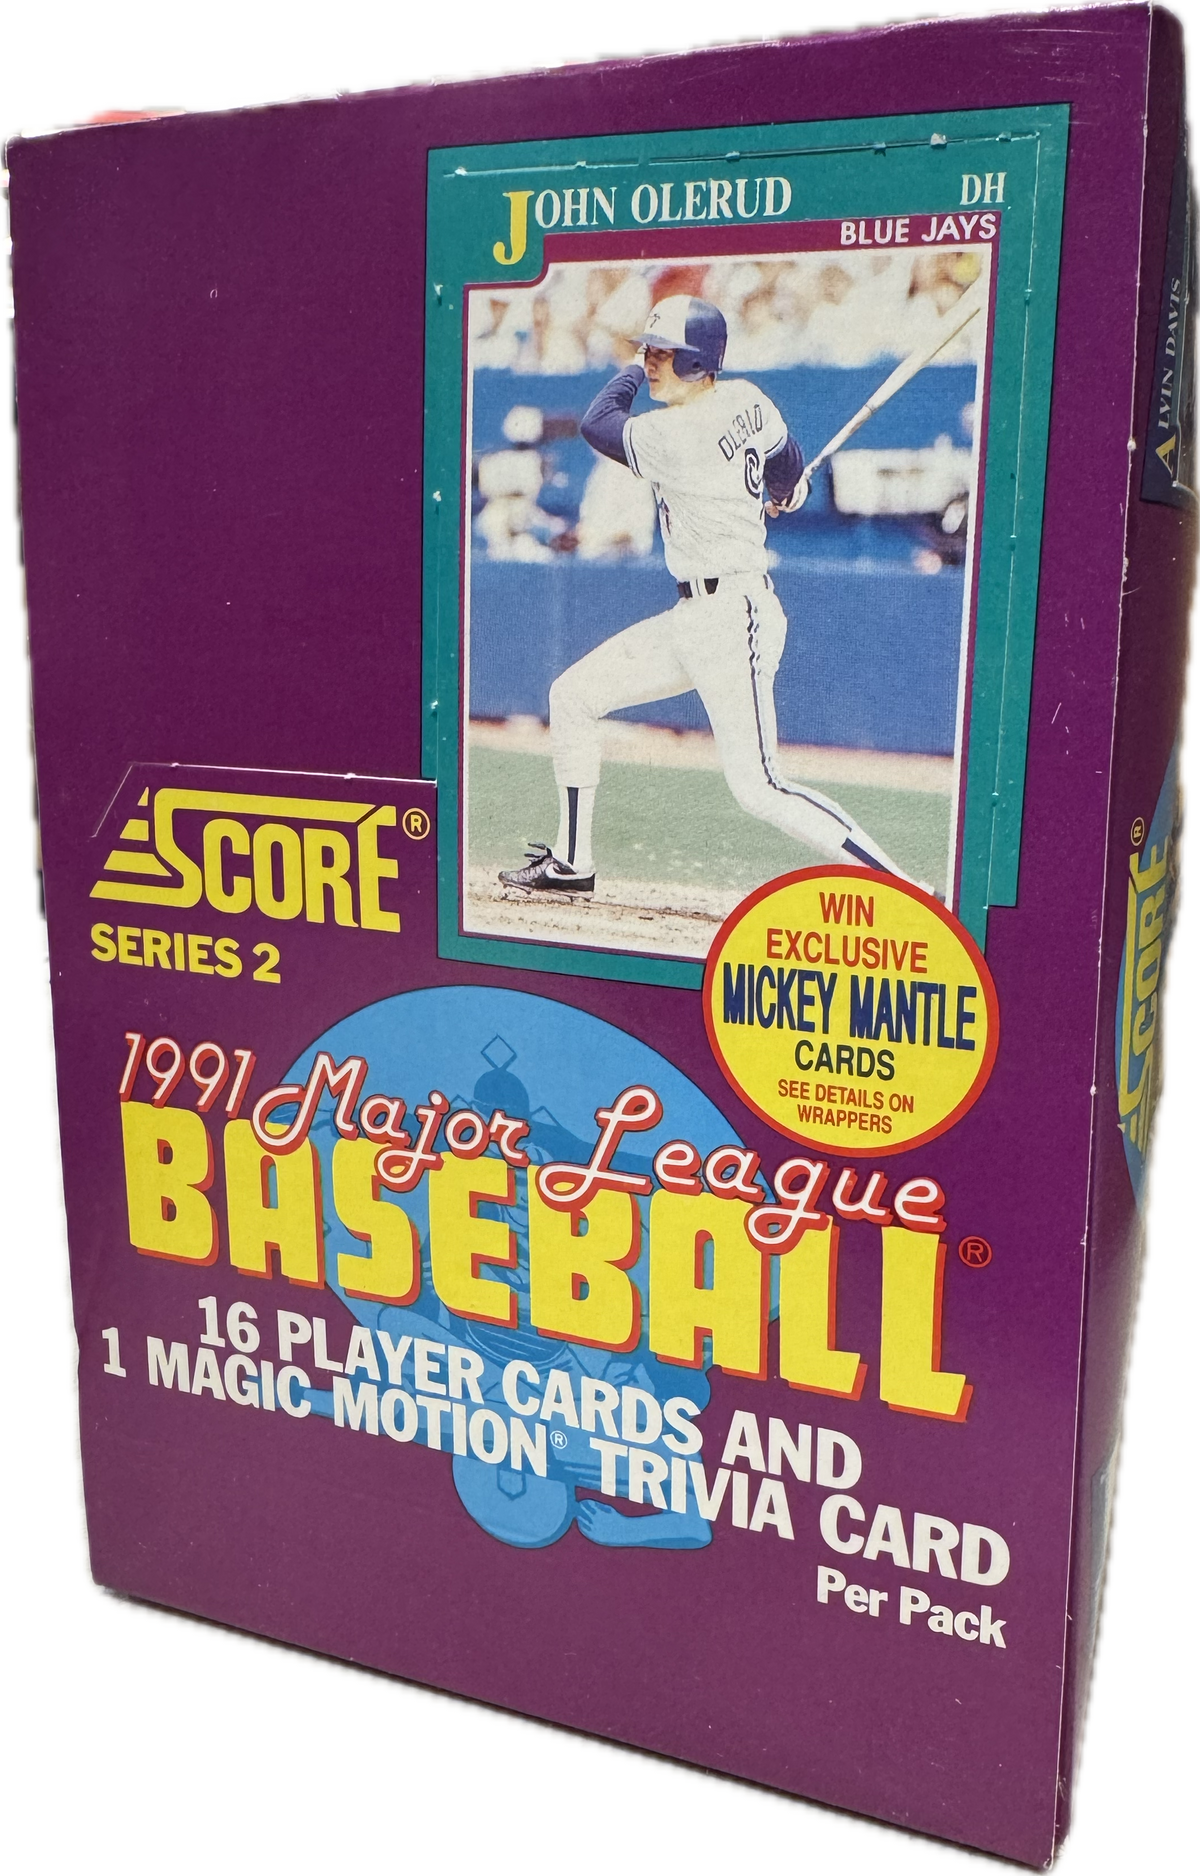 JOHN OLERUD
DH
BLUE JAYS
OLERUD
SCORE®
SERIES 2
WIN
EXCLUSIVE
MICKEY MANTLE
CARDS
SEE DETAILS ON
WRAPPERS
1991 Major League
BASEBALL®
16 PLAYER CARDS AND
1 MAGIC MOTION® TRIVIA CARD
Per Pack
ALVIN DAVIS
SCORE®